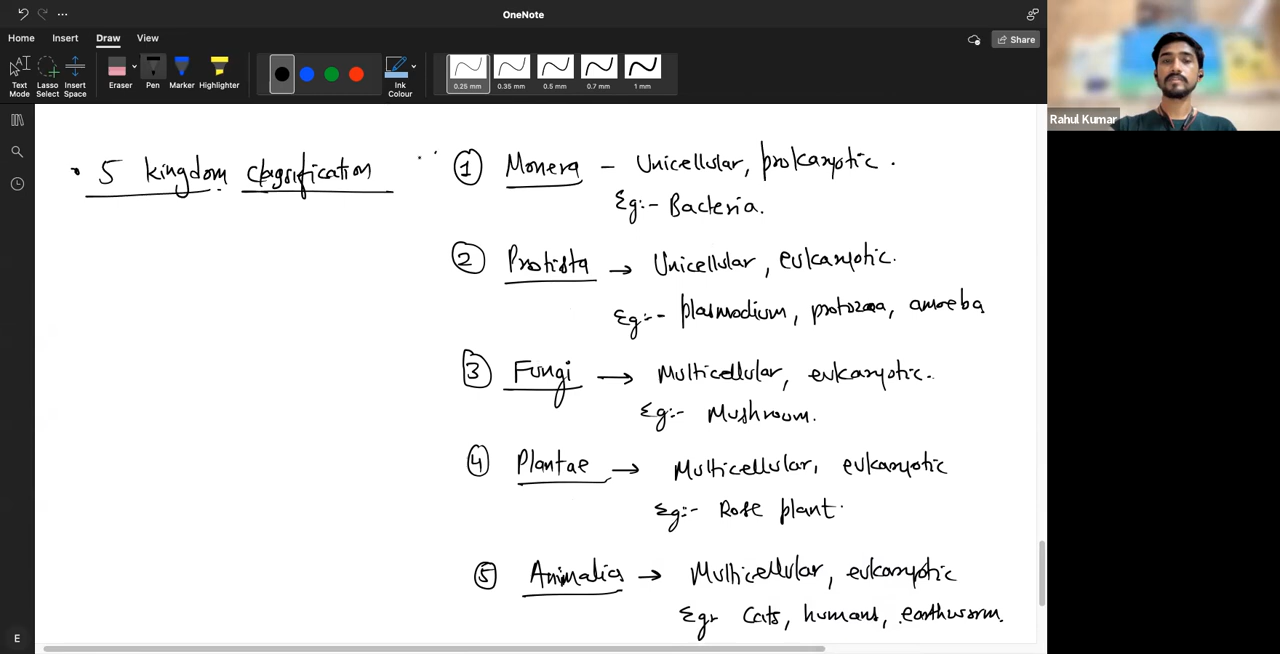 OneNote
Home Insert Draw View
Share
Text Mode
Lasso Select
Insert Space
Eraser
Pen
Marker
Highlighter
Ink Colour
0.25 mm 0.35 mm 0.5 mm 0.7 mm 1 mm
Rahul Kumar
• 5 kingdom classification
① Monera – Unicellular, prokaryotic.
Eg:- Bacteria.
② Protista → Unicellular, eukaryotic.
Eg:- plasmodium, protozoa, amoeba
③ Fungi → Multicellular, eukaryotic.
Eg:- Mushroom.
④ Plantae → Multicellular, eukaryotic
Eg:- Rose plant.
⑤ Animalia → Multicellular, eukaryotic
Eg:- Cats, humans, earthworm.
E